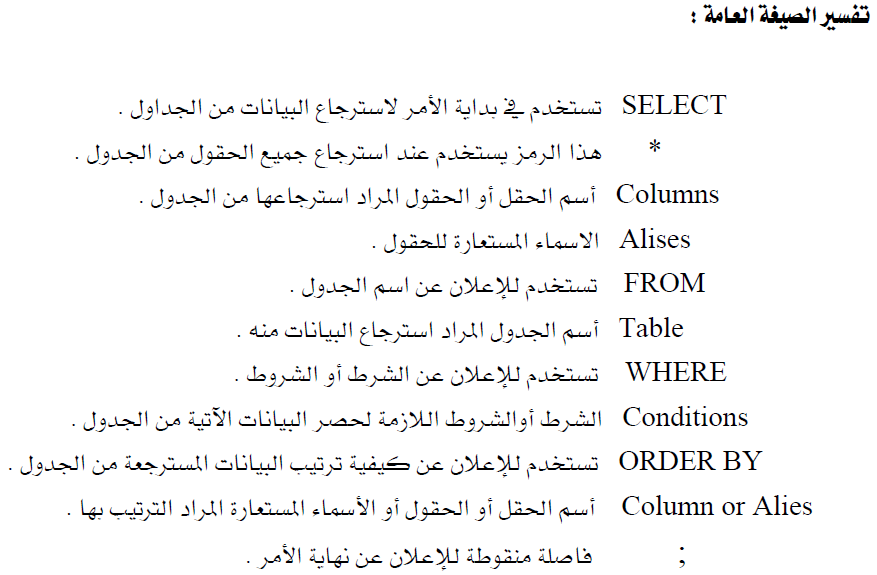 تفسير الصيغة العامة :
SELECT تستخدم في بداية الأمر لاسترجاع البيانات من الجداول .
* هذا الرمز يستخدم عند استرجاع جميع الحقول من الجدول .
Columns أسم الحقل أو الحقول المراد استرجاعها من الجدول .
Alises الاسماء المستعارة للحقول .
FROM تستخدم للإعلان عن اسم الجدول .
Table أسم الجدول المراد استرجاع البيانات منه .
WHERE تستخدم للإعلان عن الشرط أو الشروط .
Conditions الشرط أوالشروط اللازمة لحصر البيانات الآتية من الجدول .
ORDER BY تستخدم للإعلان عن كيفية ترتيب البيانات المسترجعة من الجدول .
Column or Alies أسم الحقل أو الحقول أو الأسماء المستعارة المراد الترتيب بها .
; فاصلة منقوطة للإعلان عن نهاية الأمر .